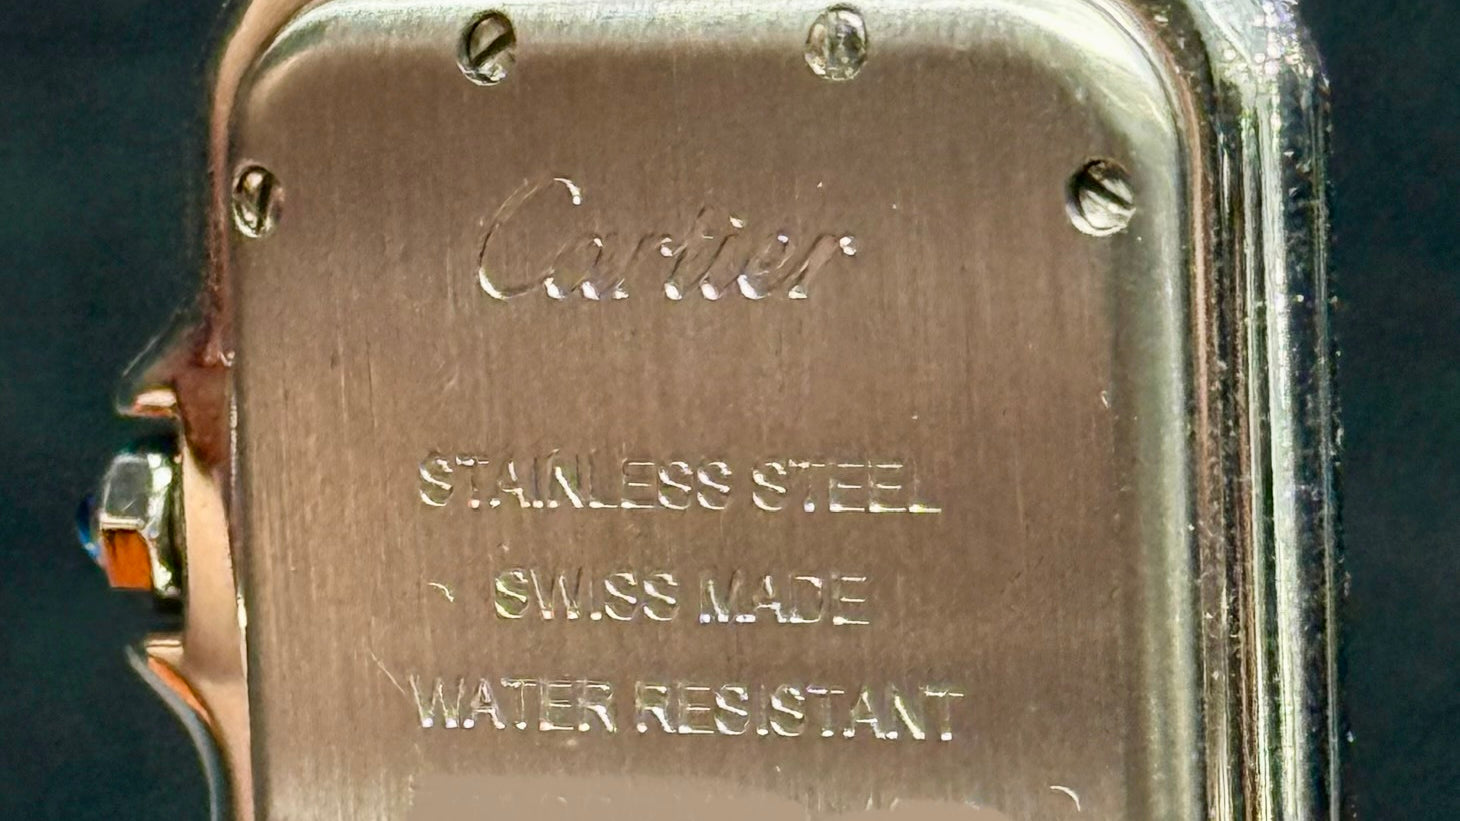 Cartier
STAINLESS STEEL
SWISS MADE
WATER RESISTANT